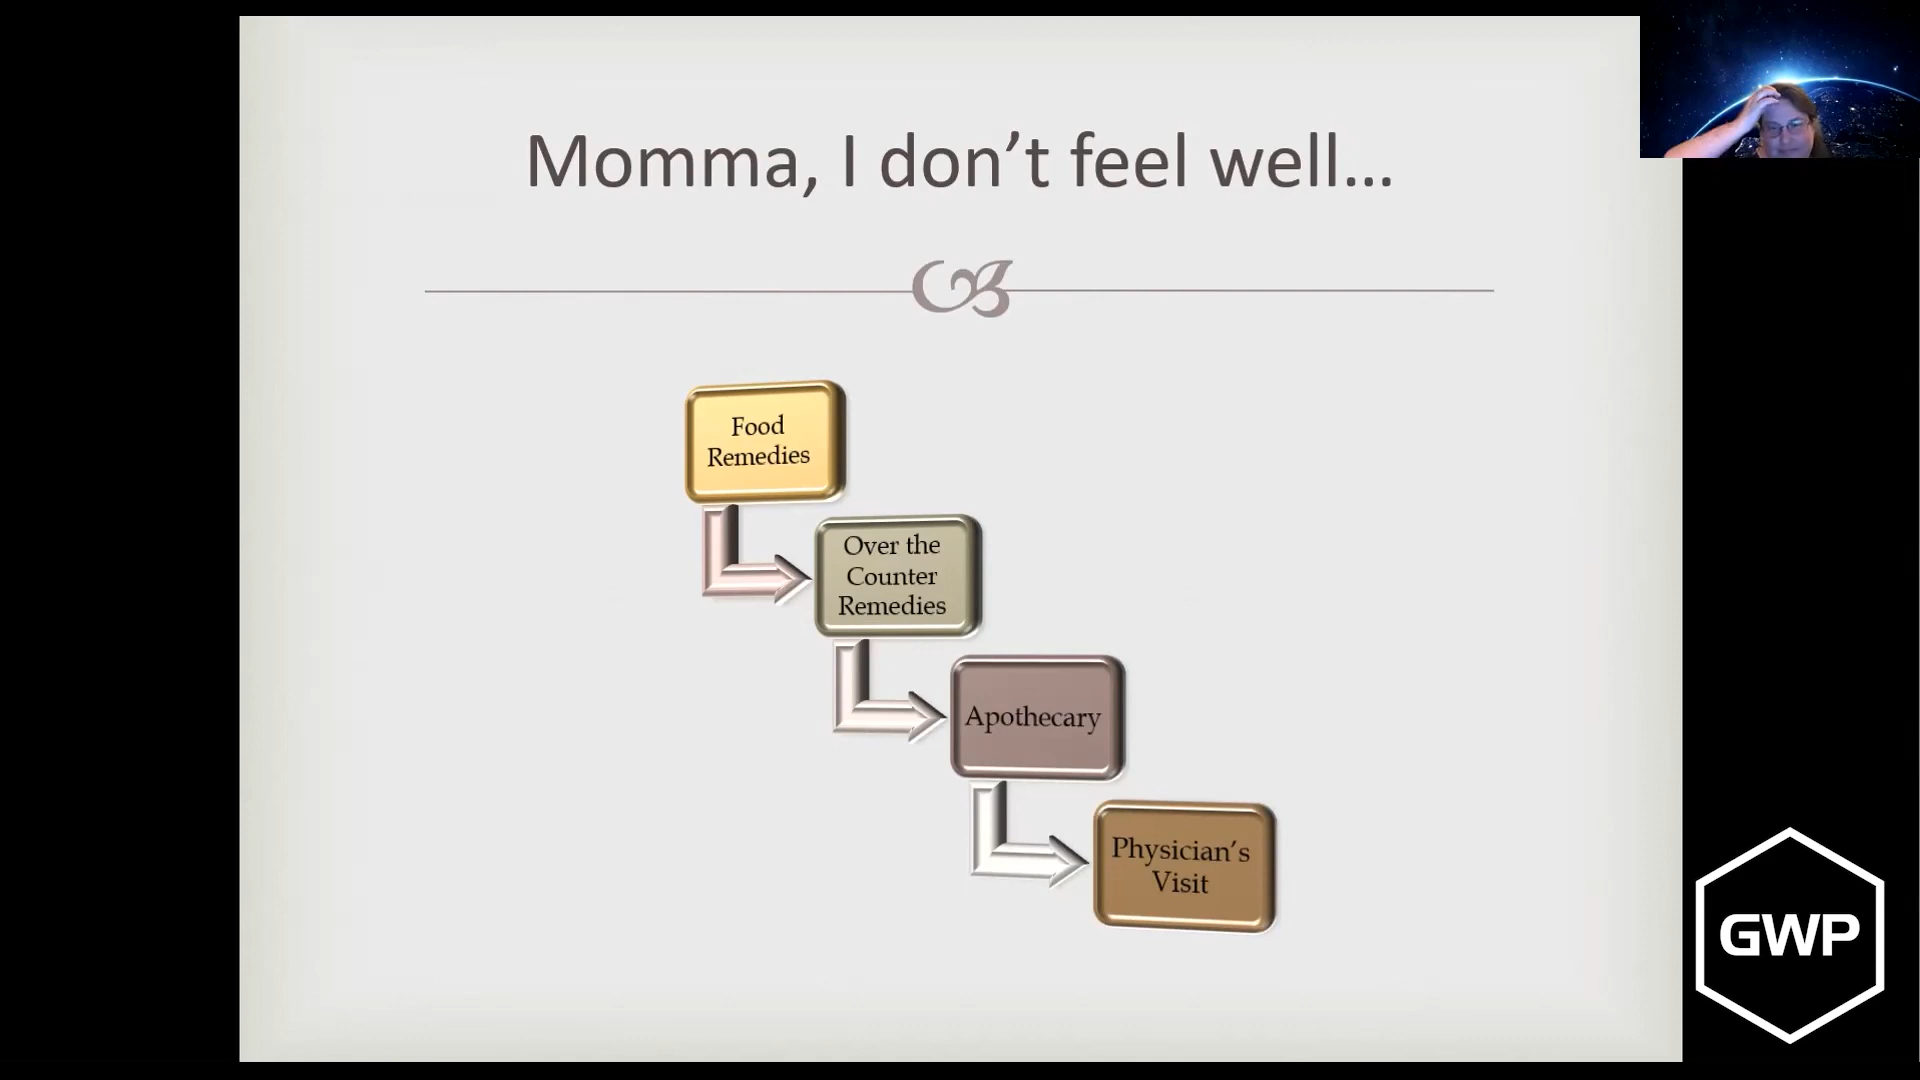 Momma, I don’t feel well…
Food
Remedies
Over the
Counter
Remedies
Apothecary
Physician’s
Visit
GWP